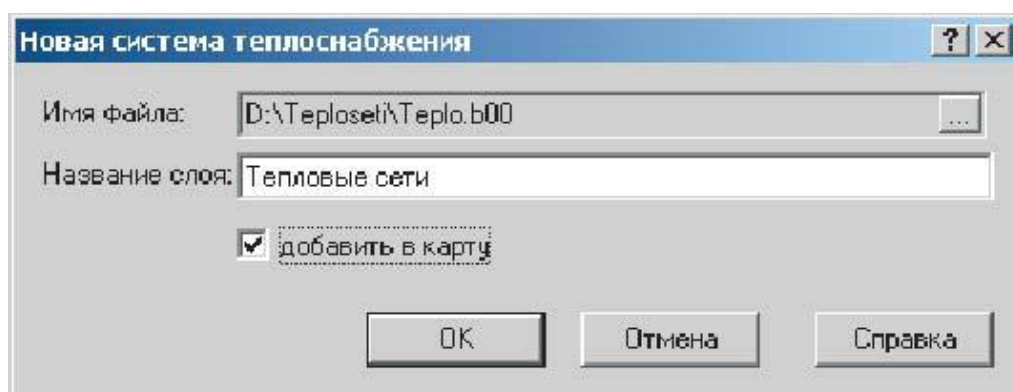 Новая система теплоснабжения
Имя файла: D:\Teploseti\Teplo.b00 ...
Название слоя: Тепловые сети
добавить в карту
OK Отмена Справка